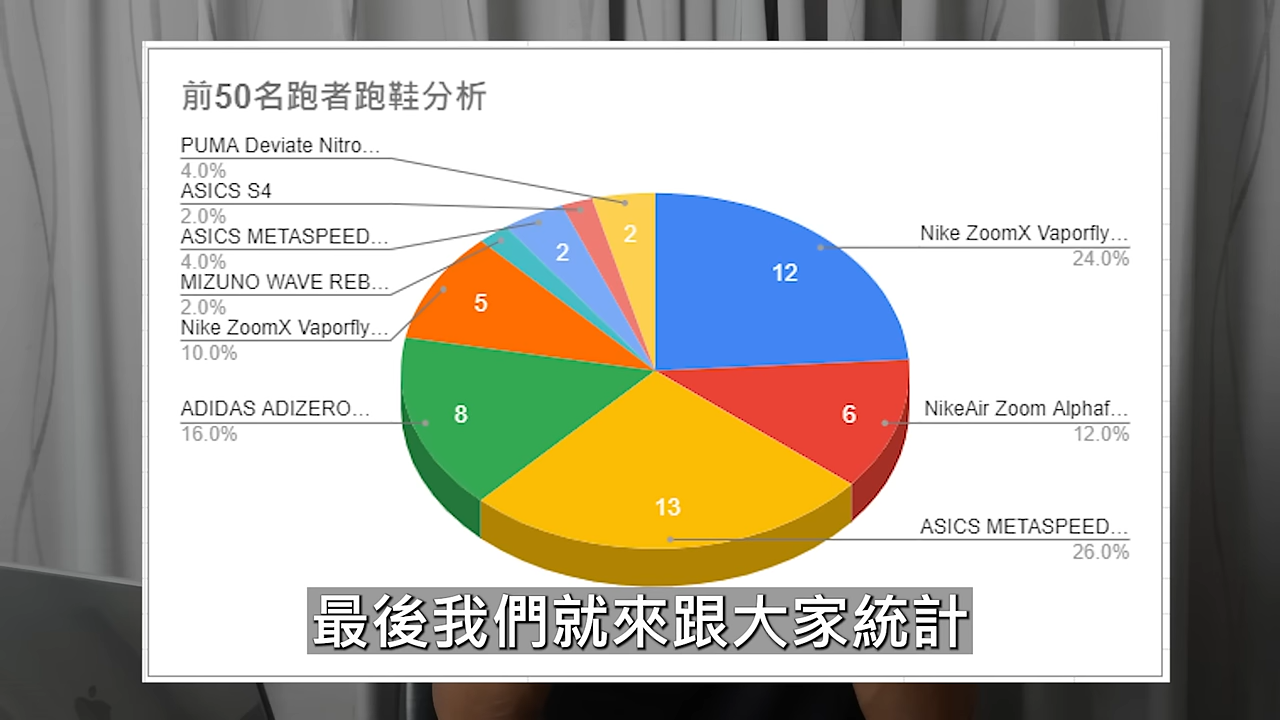 前50名跑者跑鞋分析
PUMA Deviate Nitro…
4.0%
ASICS S4
2.0%
ASICS METASPEED…
4.0%
MIZUNO WAVE REB…
2.0%
Nike ZoomX Vaporfly…
10.0%
ADIDAS ADIZERO…
16.0%
Nike ZoomX Vaporfly…
24.0%
NikeAir Zoom Alphaf…
12.0%
ASICS METASPEED…
26.0%
2
2
12
5
8
6
13
最後我們就來跟大家統計